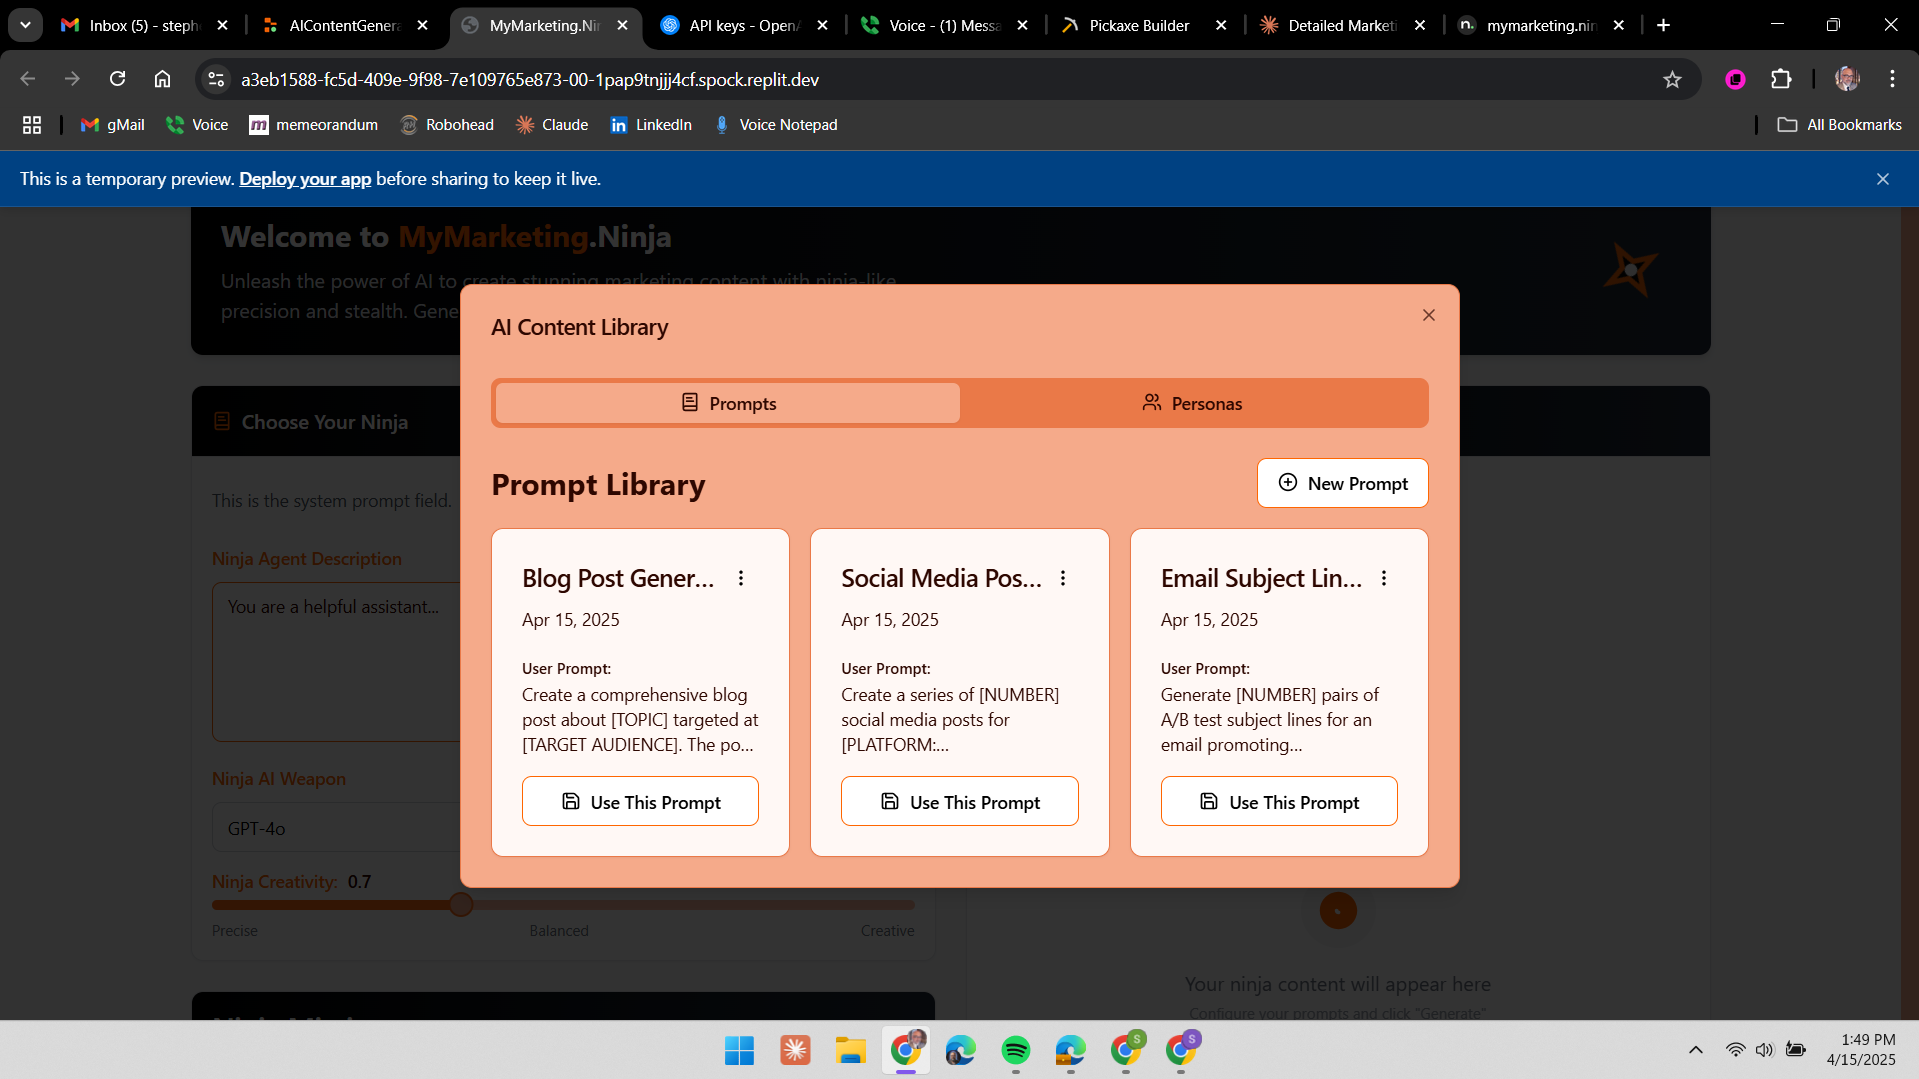 Inbox (5) - steph
AIContentGenera
MyMarketing.Nin
API keys - OpenA
Voice - (1) Messa
Pickaxe Builder
Detailed Marketi
mymarketing.nin
a3eb1588-fc5d-409e-9f98-7e109765e873-00-1pap9tnjjj4cf.spock.replit.dev
gMail
Voice
memeorandum
Robohead
Claude
LinkedIn
Voice Notepad
All Bookmarks
This is a temporary preview. Deploy your app before sharing to keep it live.
Welcome to MyMarketing.Ninja
Unleash the power of AI to create stunning marketing content with ninja-like
precision and stealth. Gene
AI Content Library
Prompts
Personas
Prompt Library
New Prompt
Blog Post Gener...
Apr 15, 2025
User Prompt:
Create a comprehensive blog
post about [TOPIC] targeted at
[TARGET AUDIENCE]. The po...
Use This Prompt
Social Media Pos...
Apr 15, 2025
User Prompt:
Create a series of [NUMBER]
social media posts for
[PLATFORM:...
Use This Prompt
Email Subject Lin...
Apr 15, 2025
User Prompt:
Generate [NUMBER] pairs of
A/B test subject lines for an
email promoting...
Use This Prompt
Choose Your Ninja
This is the system prompt field.
Ninja Agent Description
You are a helpful assistant...
Ninja AI Weapon
GPT-4o
Ninja Creativity: 0.7
Precise
Balanced
Creative
Your ninja content will appear here
Configure your prompts and click "Generate"
S
S
1:49 PM
4/15/2025